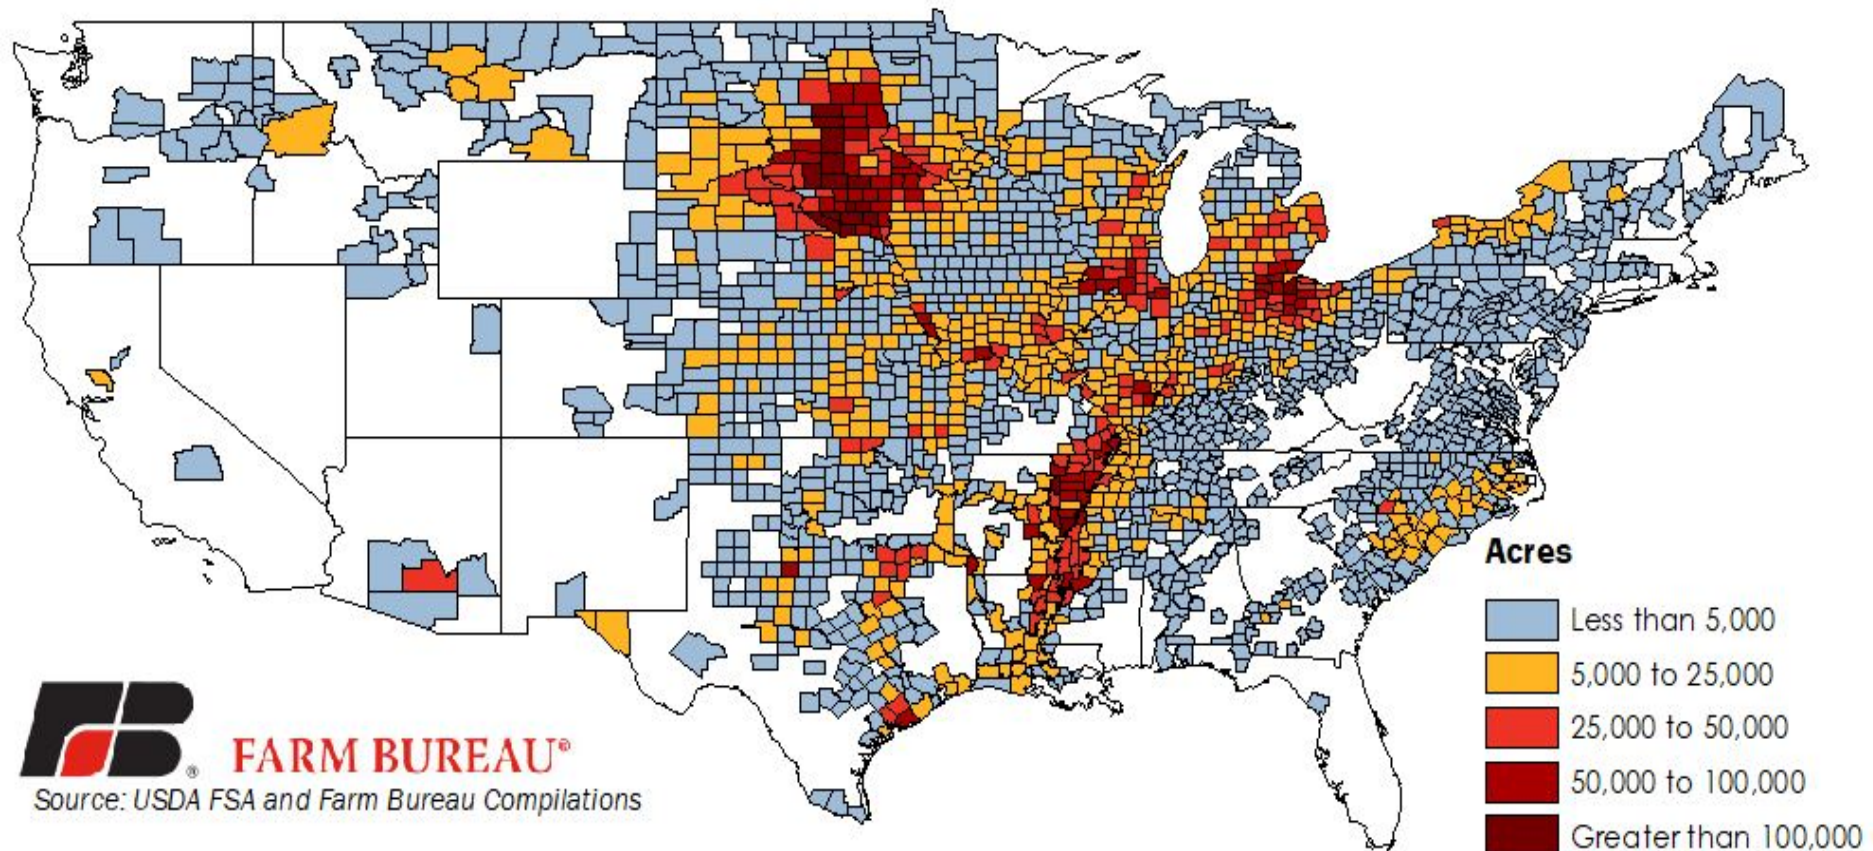 Acres
Less than 5,000
5,000 to 25,000
25,000 to 50,000
50,000 to 100,000
Greater than 100,000
FB®
FARM BUREAU®
Source: USDA FSA and Farm Bureau Compilations